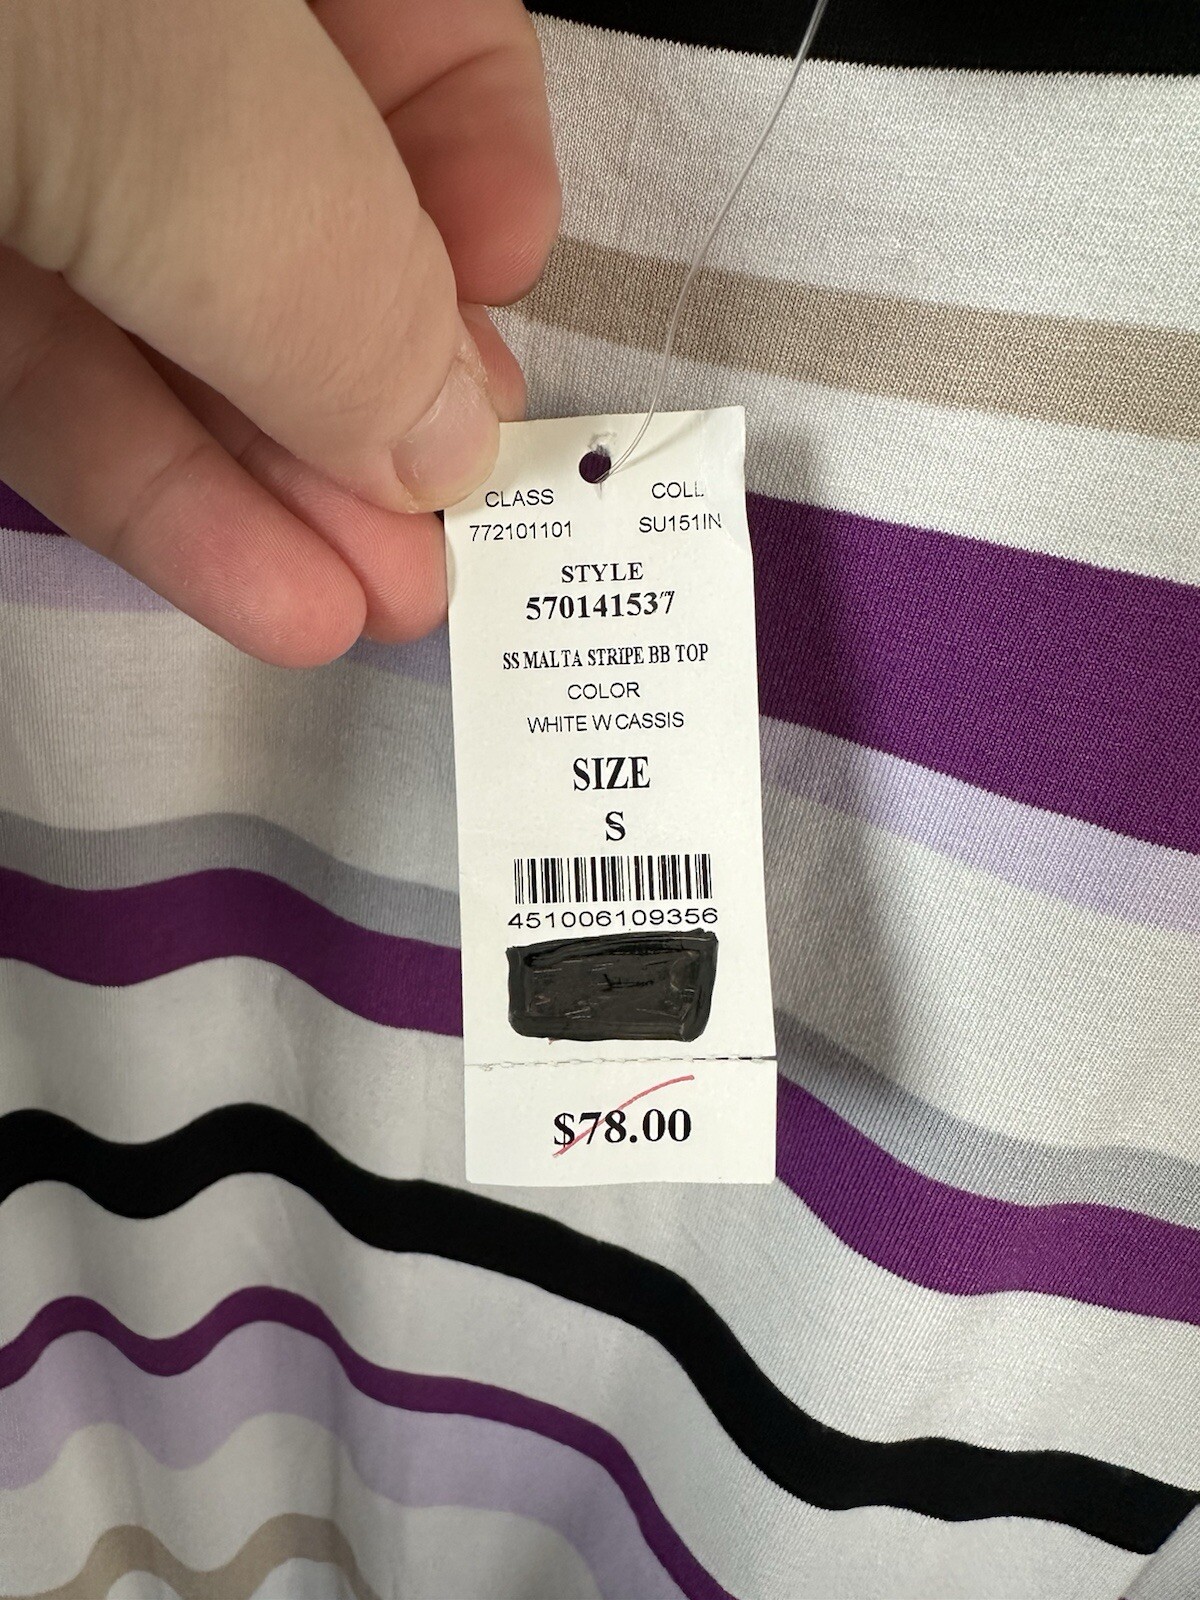 CLASS COLL
772101101 SU151IN
STYLE
570141537
SS MALTA STRIPE BB TOP
COLOR
WHITE W CASSIS
SIZE
S
451006109356
$78.00